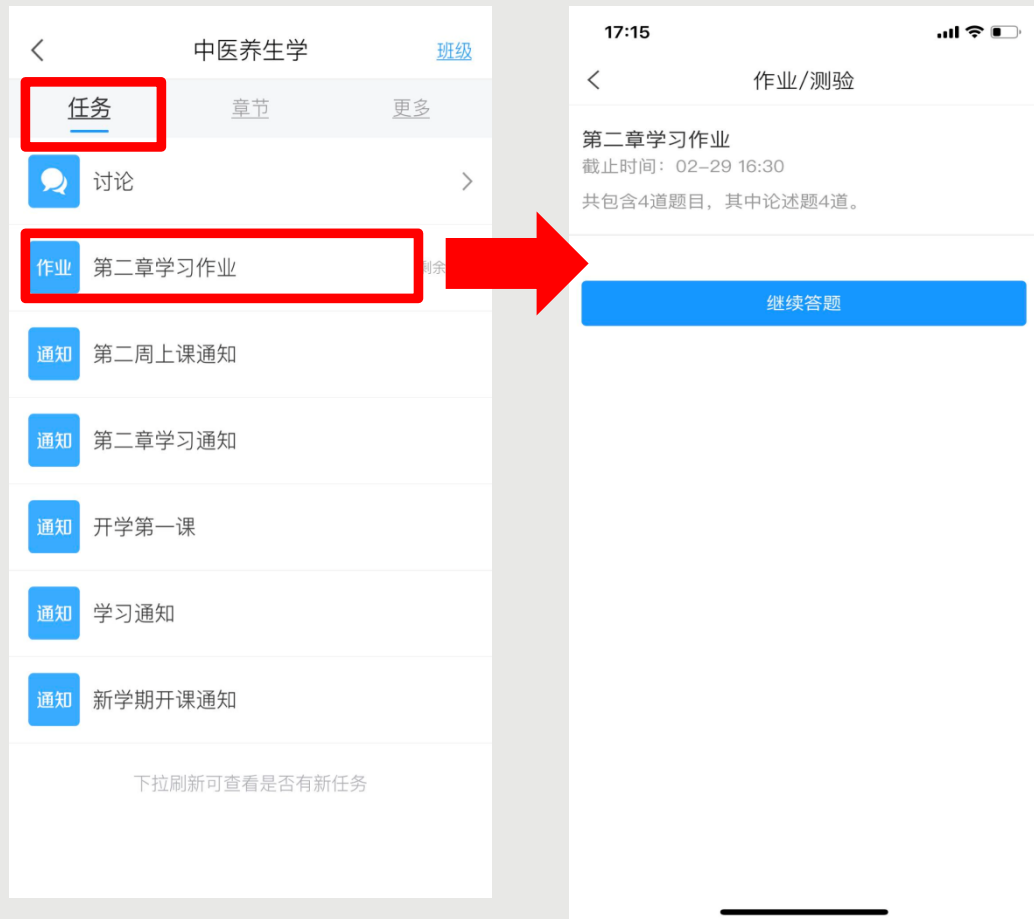 中医养生学
班级
任务
章节
更多
讨论
作业
第二章学习作业
通知
第二周上课通知
通知
第二章学习通知
通知
开学第一课
通知
学习通知
通知
新学期开课通知
下拉刷新可查看是否有新任务
17:15
作业/测验
第二章学习作业
截止时间：02-29 16:30
共包含4道题目，其中论述题4道。
继续答题